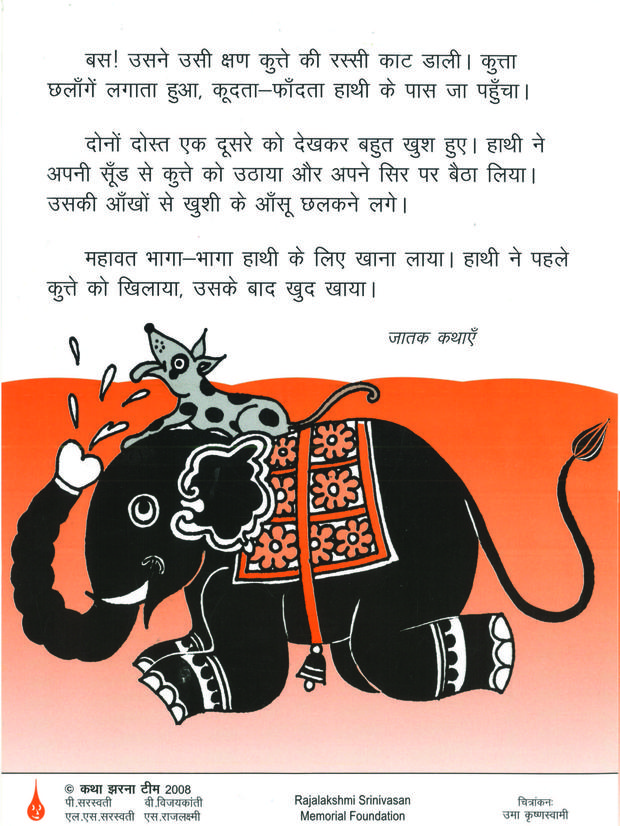 बस! उसने उसी क्षण कुत्ते की रस्सी काट डाली। कुत्ता
छलाँगें लगाता हुआ, कूदता–फाँदता हाथी के पास जा पहुँचा।
दोनों दोस्त एक दूसरे को देखकर बहुत खुश हुए। हाथी ने
अपनी सूँड से कुत्ते को उठाया और अपने सिर पर बैठा लिया।
उसकी आँखों से खुशी के आँसू छलकने लगे।
महावत भागा–भागा हाथी के लिए खाना लाया। हाथी ने पहले
कुत्ते को खिलाया, उसके बाद खुद खाया।
जातक कथाएँ
© कथा झरना टीम 2008
पी.सरस्वती वी.विजयकांती
एल.एस.सरस्वती एस.राजलक्ष्मी
Rajalakshmi Srinivasan
Memorial Foundation
चित्रांकनः
उमा कृष्णस्वामी